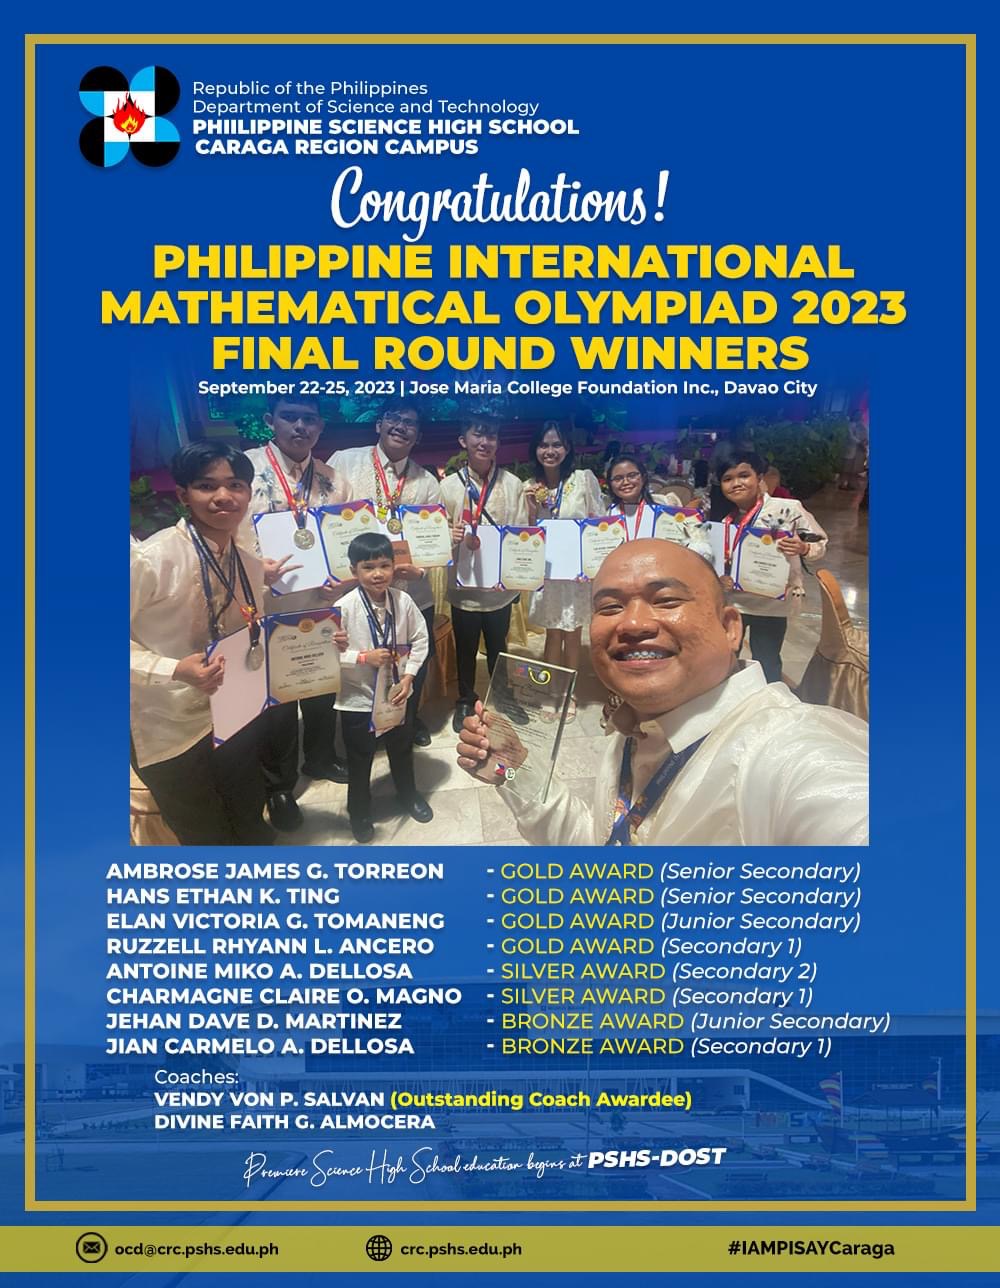 Republic of the Philippines
Department of Science and Technology
PHIILIPPINE SCIENCE HIGH SCHOOL
CARAGA REGION CAMPUS
Congratulations!
PHILIPPINE INTERNATIONAL
MATHEMATICAL OLYMPIAD 2023
FINAL ROUND WINNERS
September 22-25, 2023 | Jose Maria College Foundation Inc., Davao City
Certificate of Recognition
AMBROSE JAMES G. TORREON - GOLD AWARD (Senior Secondary)
HANS ETHAN K. TING - GOLD AWARD (Senior Secondary)
ELAN VICTORIA G. TOMANENG - GOLD AWARD (Junior Secondary)
RUZZELL RHYANN L. ANCERO - GOLD AWARD (Secondary 1)
ANTOINE MIKO A. DELLOSA - SILVER AWARD (Secondary 2)
CHARMAGNE CLAIRE O. MAGNO - SILVER AWARD (Secondary 1)
JEHAN DAVE D. MARTINEZ - BRONZE AWARD (Junior Secondary)
JIAN CARMELO A. DELLOSA - BRONZE AWARD (Secondary 1)
Coaches:
VENDY VON P. SALVAN (Outstanding Coach Awardee)
DIVINE FAITH G. ALMOCERA
Premiere Science High School education begins at PSHS-DOST
ocd@crc.pshs.edu.ph
crc.pshs.edu.ph
#IAMPISAYCaraga